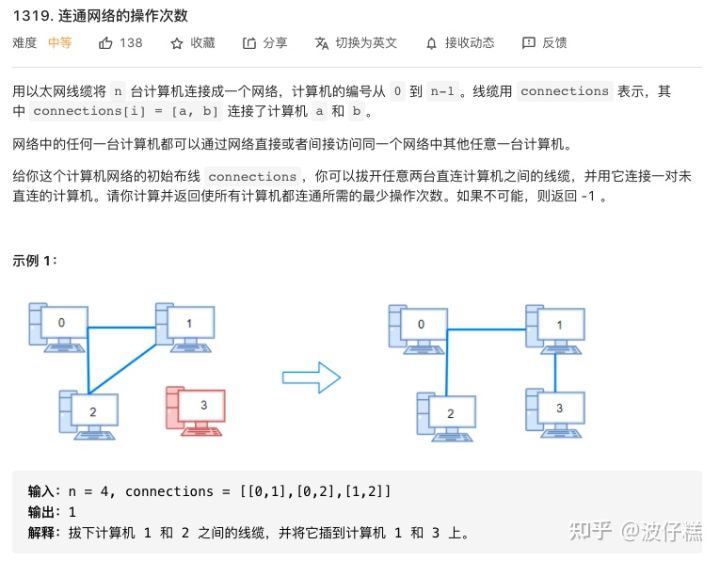 1319. 连通网络的操作次数
难度 中等 138 收藏 分享 切换为英文 接收动态 反馈
用以太网线缆将 n 台计算机连接成一个网络，计算机的编号从 0 到 n-1。线缆用 connections 表示，其
中 connections[i] = [a, b] 连接了计算机 a 和 b。
网络中的任何一台计算机都可以通过网络直接或者间接访问同一个网络中其他任意一台计算机。
给你这个计算机网络的初始布线 connections，你可以拔开任意两台直连计算机之间的线缆，并用它连接一对未
直连的计算机。请你计算并返回使所有计算机都连通所需的最少操作次数。如果不可能，则返回 -1 。
示例 1：
0 1 0 1
2 3 2 3
输入：n = 4, connections = [[0,1],[0,2],[1,2]]
输出：1
解释：拔下计算机 1 和 2 之间的线缆，并将它插到计算机 1 和 3 上。
知乎 @波仔糕